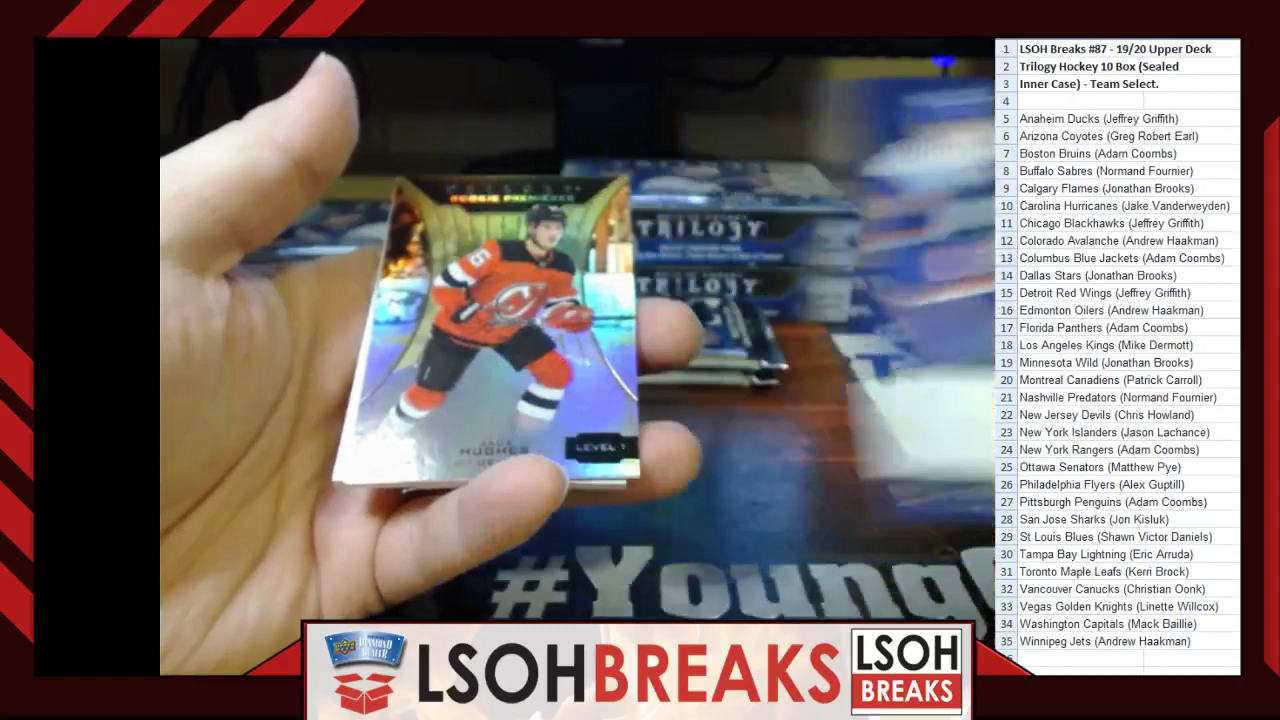 1 LSOH Breaks #87 - 19/20 Upper Deck
2 Trilogy Hockey 10 Box (Sealed
3 Inner Case) - Team Select.
4
5 Anaheim Ducks (Jeffrey Griffith)
6 Arizona Coyotes (Greg Robert Earl)
7 Boston Bruins (Adam Coombs)
8 Buffalo Sabres (Normand Fournier)
9 Calgary Flames (Jonathan Brooks)
10 Carolina Hurricanes (Jake Vanderweyden)
11 Chicago Blackhawks (Jeffrey Griffith)
12 Colorado Avalanche (Andrew Haakman)
13 Columbus Blue Jackets (Adam Coombs)
14 Dallas Stars (Jonathan Brooks)
15 Detroit Red Wings (Jeffrey Griffith)
16 Edmonton Oilers (Andrew Haakman)
17 Florida Panthers (Adam Coombs)
18 Los Angeles Kings (Mike Dermott)
19 Minnesota Wild (Jonathan Brooks)
20 Montreal Canadiens (Patrick Carroll)
21 Nashville Predators (Normand Fournier)
22 New Jersey Devils (Chris Howland)
23 New York Islanders (Jason Lachance)
24 New York Rangers (Adam Coombs)
25 Ottawa Senators (Matthew Pye)
26 Philadelphia Flyers (Alex Guptill)
27 Pittsburgh Penguins (Adam Coombs)
28 San Jose Sharks (Jon Kisluk)
29 St Louis Blues (Shawn Victor Daniels)
30 Tampa Bay Lightning (Eric Arruda)
31 Toronto Maple Leafs (Kerri Brock)
32 Vancouver Canucks (Christian Oonk)
33 Vegas Golden Knights (Linette Willcox)
34 Washington Capitals (Mack Baillie)
35 Winnipeg Jets (Andrew Haakman)
TRILOGY
ROOKIE PREMIERES
JACK
HUGHES
LEVEL 1
TRILOGY
TRILOGY
#Young
DIAMOND
DEALER
LSOHBREAKS
LSOH
BREAKS